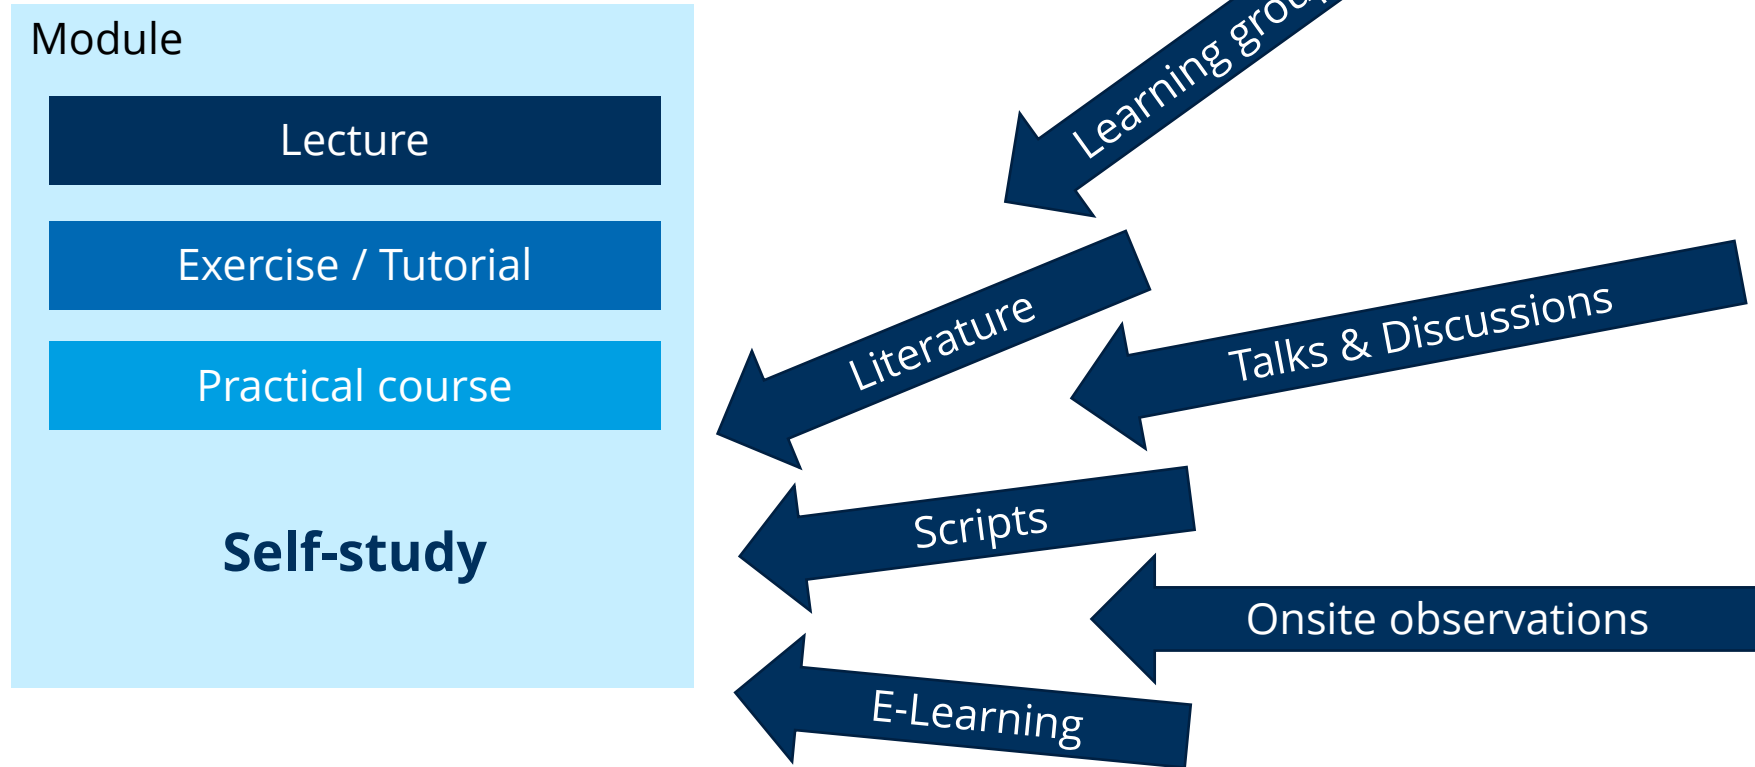 Module
Lecture
Exercise / Tutorial
Practical course
Self-study
Learning
Literature
Talks & Discussions
Scripts
Onsite observations
E-Learning